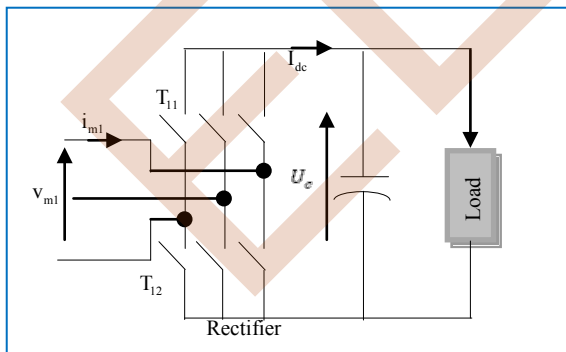 I_dc
T_11
i_m1
U_c
v_m1
Load
T_12
Rectifier